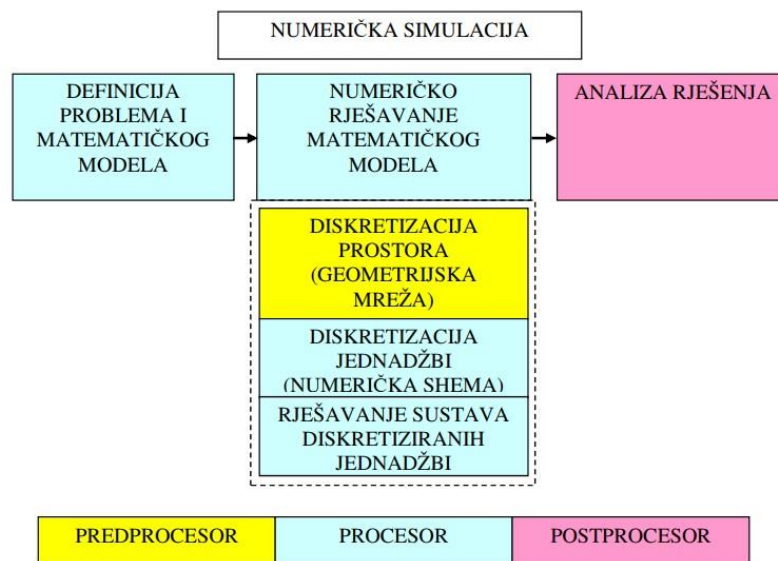 NUMERIČKA SIMULACIJA
DEFINICIJA
PROBLEMA I
MATEMATIČKOG
MODELA
NUMERIČKO
RJEŠAVANJE
MATEMATIČKOG
MODELA
ANALIZA RJEŠENJA
DISKRETIZACIJA
PROSTORA
(GEOMETRIJSKA
MREŽA)
DISKRETIZACIJA
JEDNADŽBI
(NUMERIČKA SHEMA)
RJEŠAVANJE SUSTAVA
DISKRETIZIRANIH
JEDNADŽBI
PREDPROCESOR
PROCESOR
POSTPROCESOR